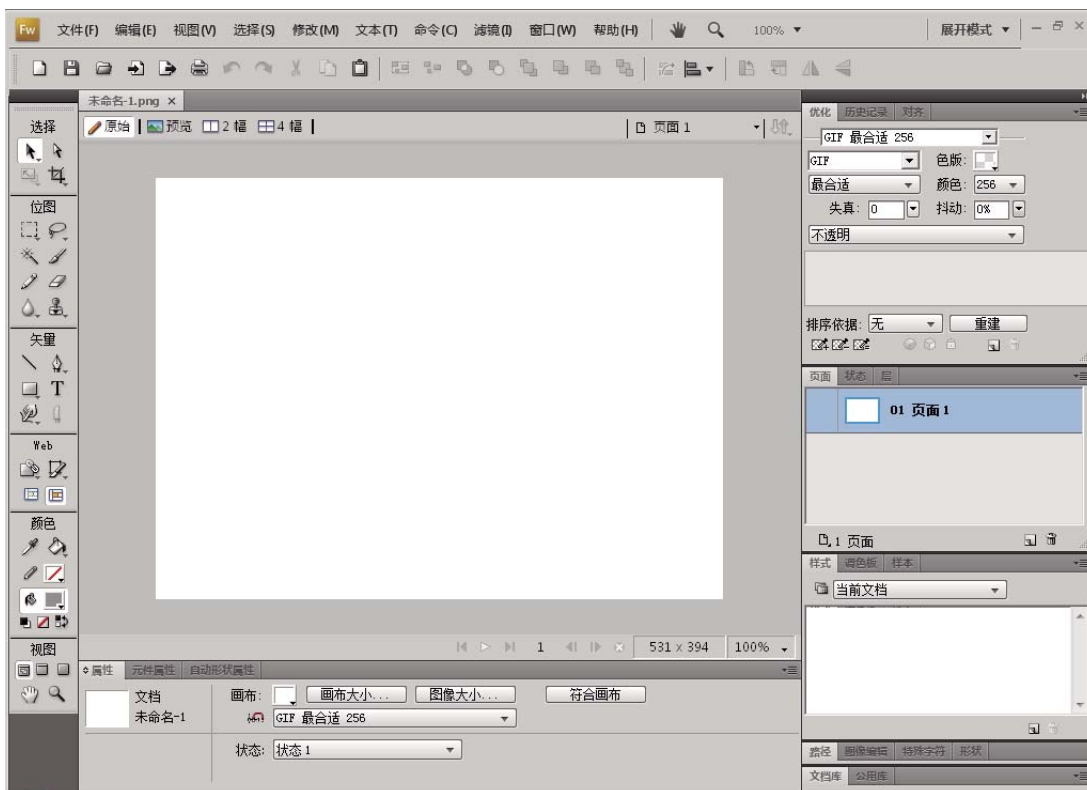 Fw 文件(F) 编辑(E) 视图(V) 选择(S) 修改(M) 文本(T) 命令(C) 滤镜(I) 窗口(W) 帮助(H) 100% 展开模式
未命名-1.png ×
原始 预览 2 幅 4 幅 页面 1
选择
位图
矢量
T
Web
颜色
视图
1 531 x 394 100%
属性 元件属性 自动形状属性
文档 画布: 画布大小... 图像大小... 符合画布
未命名-1 GIF 最合适 256
状态: 状态 1
优化 历史记录 对齐
GIF 最合适 256
GIF 色版:
最合适 颜色: 256
失真: 0 抖动: 0%
不透明
排序依据: 无 重建
页面 状态 层
01 页面 1
1 页面
样式 调色板 样本
当前文档
路径 图像编辑 特殊字符 形状
文档库 公用库